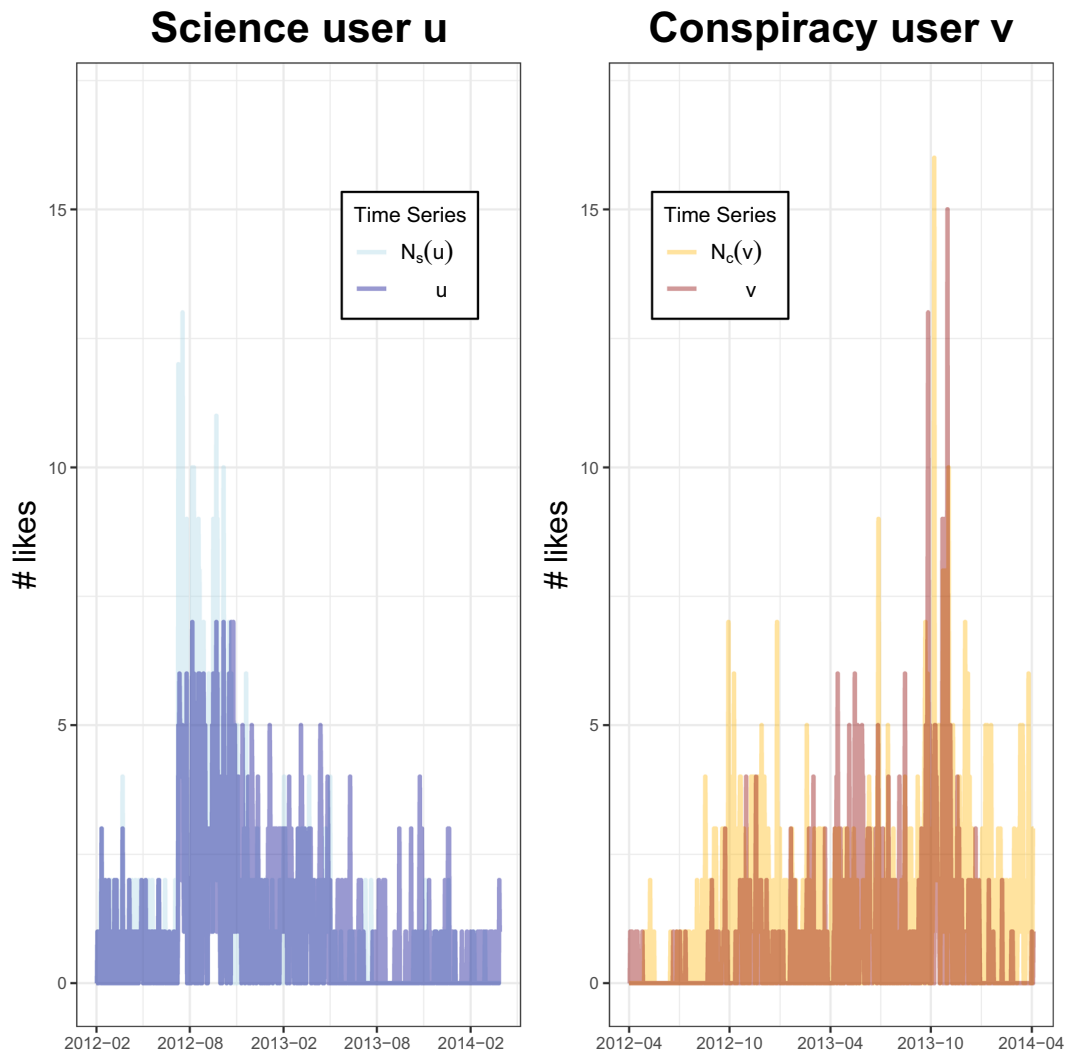 Science user u
Conspiracy user v
# likes
15
10
5
0
Time Series
Nₛ(u)
u
2012−02
2012−08
2013−02
2013−08
2014−02
# likes
15
10
5
0
Time Series
N꜀(v)
v
2012−04
2012−10
2013−04
2013−10
2014−04